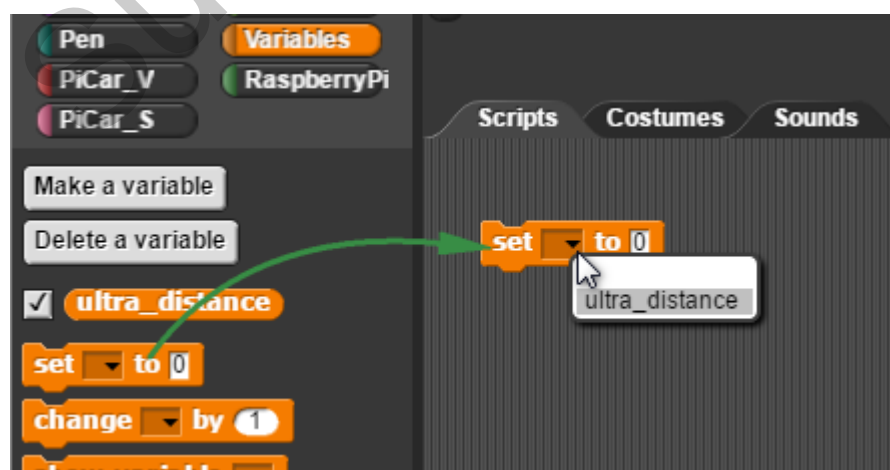 Pen Variables
PiCar_V RaspberryPi
PiCar_S
Scripts Costumes Sounds
Make a variable
Delete a variable
ultra_distance
set to 0
change by 1
set to 0
ultra_distance